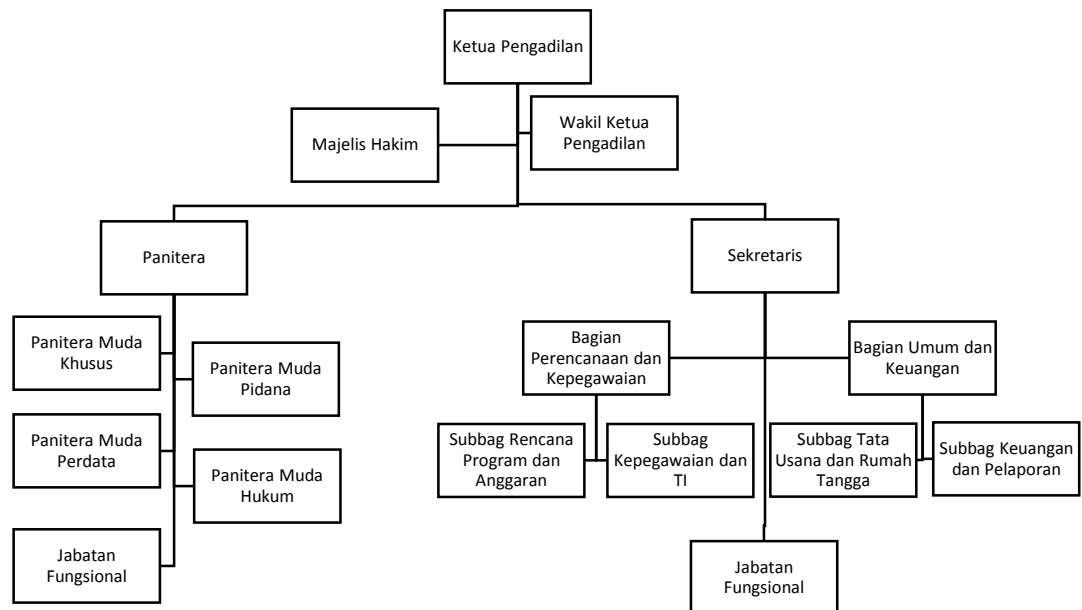 Ketua Pengadilan
Majelis Hakim
Wakil Ketua
Pengadilan
Panitera
Sekretaris
Panitera Muda
Khusus
Panitera Muda
Pidana
Panitera Muda
Perdata
Panitera Muda
Hukum
Jabatan
Fungsional
Bagian
Perencanaan dan
Kepegawaian
Bagian Umum dan
Keuangan
Subbag Rencana
Program dan
Anggaran
Subbag
Kepegawaian dan
TI
Subbag Tata
Usana dan Rumah
Tangga
Subbag Keuangan
dan Pelaporan
Jabatan
Fungsional